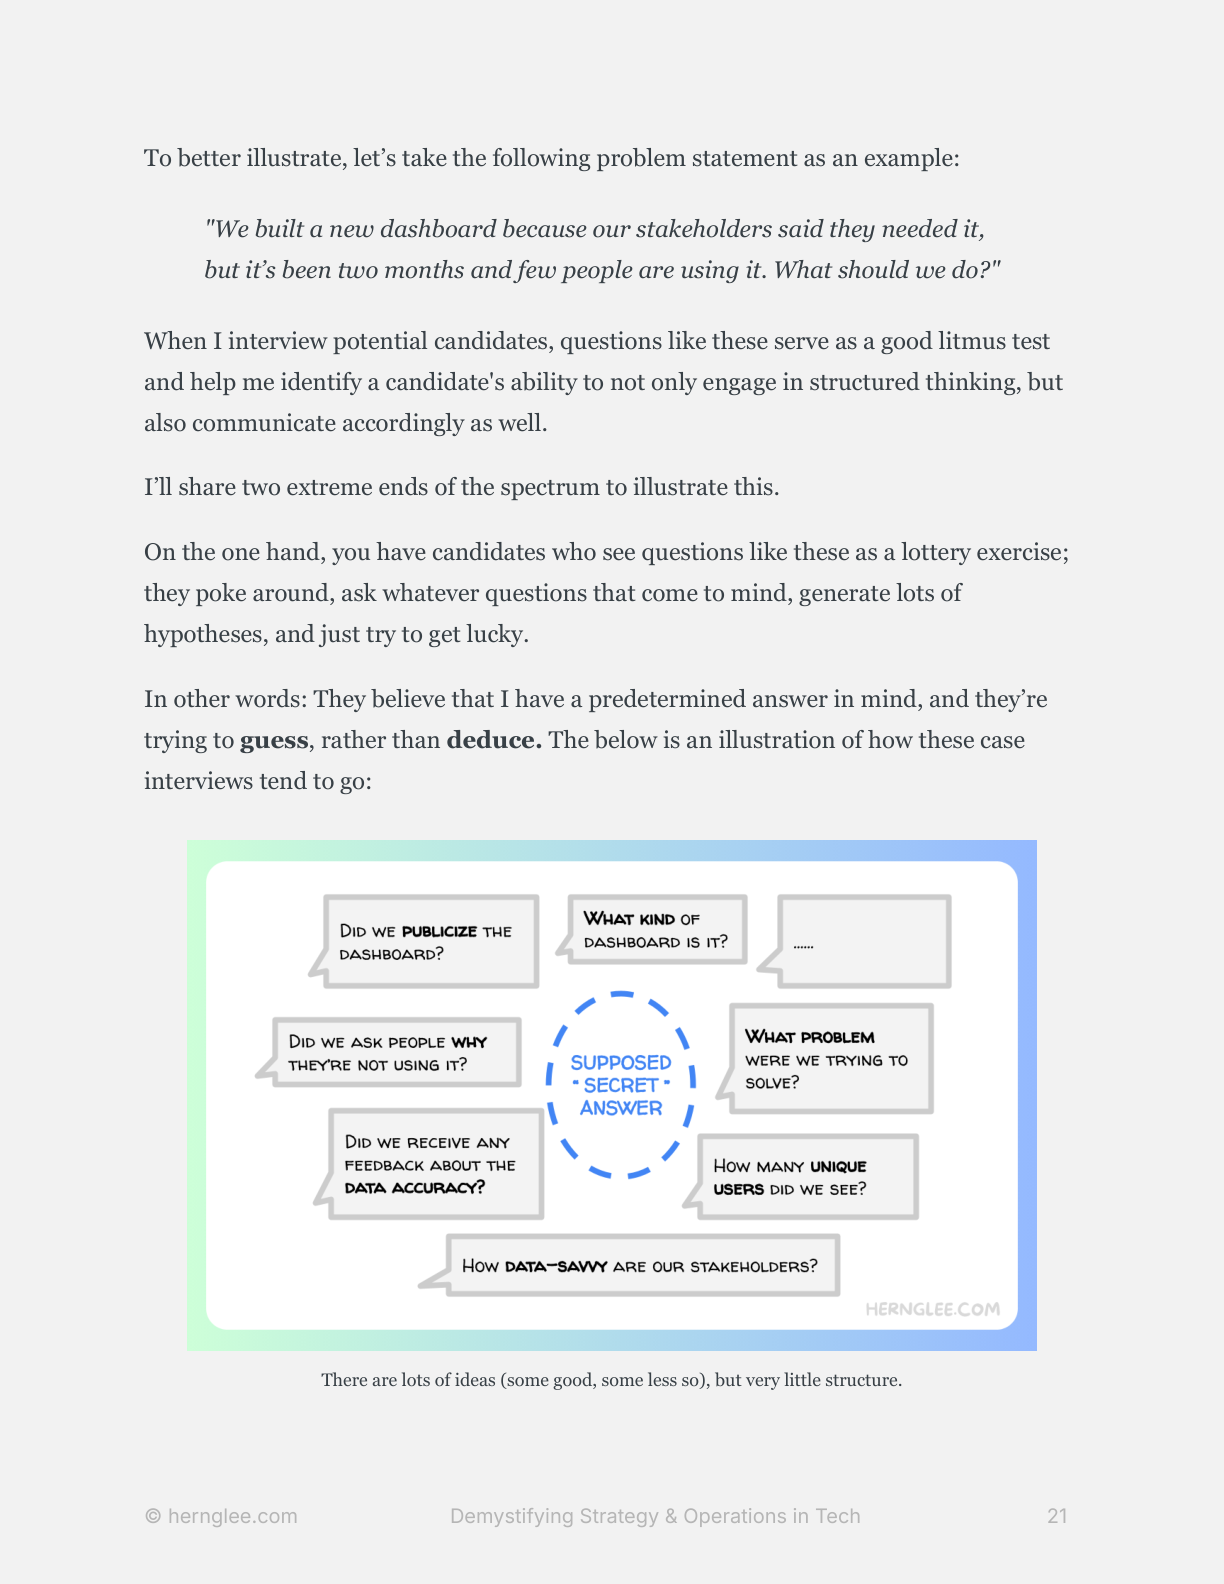 To better illustrate, let’s take the following problem statement as an example:
"We built a new dashboard because our stakeholders said they needed it,
but it’s been two months and few people are using it. What should we do?"
When I interview potential candidates, questions like these serve as a good litmus test
and help me identify a candidate's ability to not only engage in structured thinking, but
also communicate accordingly as well.
I’ll share two extreme ends of the spectrum to illustrate this.
On the one hand, you have candidates who see questions like these as a lottery exercise;
they poke around, ask whatever questions that come to mind, generate lots of
hypotheses, and just try to get lucky.
In other words: They believe that I have a predetermined answer in mind, and they’re
trying to guess, rather than deduce. The below is an illustration of how these case
interviews tend to go:
Did we publicize the
dashboard?
What kind of
dashboard is it?
......
Did we ask people why
they're not using it?
SUPPOSED
"SECRET"
ANSWER
What problem
were we trying to
solve?
Did we receive any
feedback about the
data accuracy?
How many unique
users did we see?
How data-savvy are our stakeholders?
HERNGLEE.COM
There are lots of ideas (some good, some less so), but very little structure.
© hernglee.com Demystifying Strategy & Operations in Tech 21